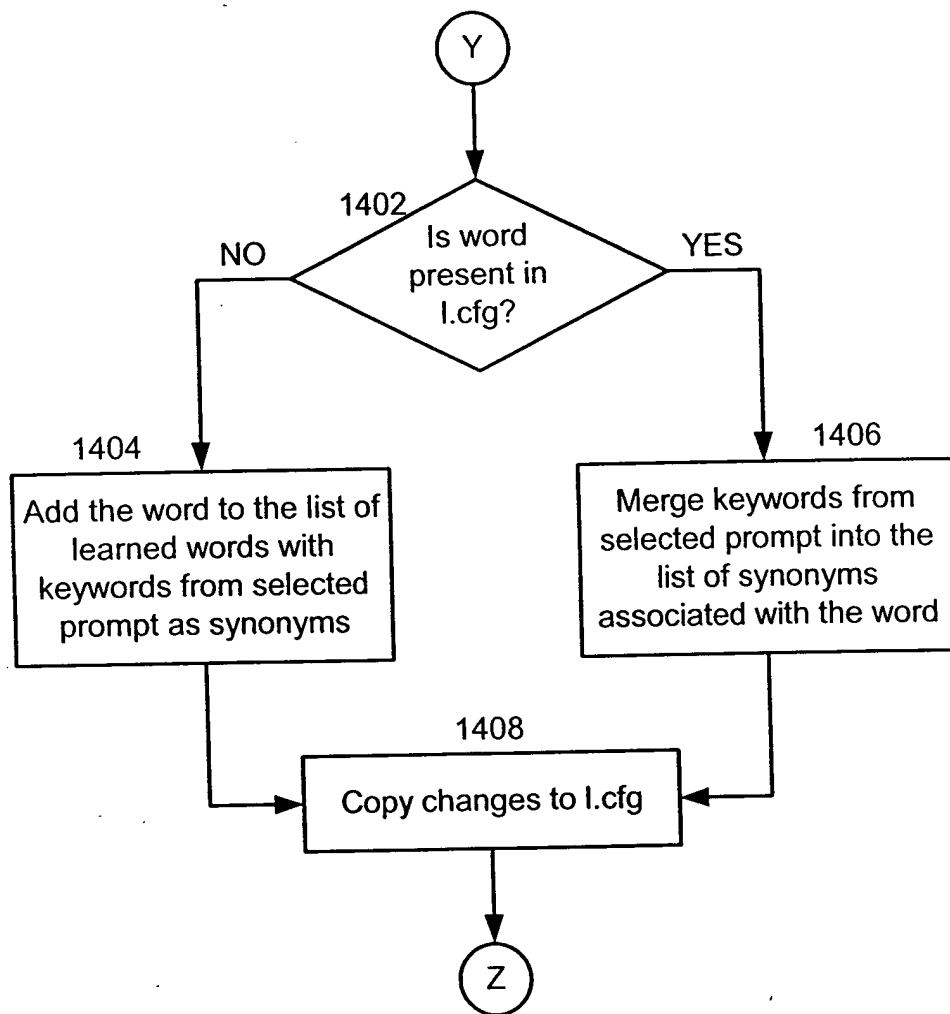 Y
1402
Is word
present in
l.cfg?
NO
YES
1404
Add the word to the list of
learned words with
keywords from selected
prompt as synonyms
1406
Merge keywords from
selected prompt into the
list of synonyms
associated with the word
1408
Copy changes to l.cfg
Z